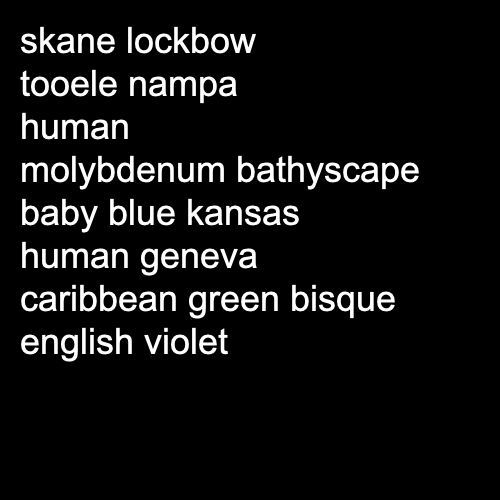 skane lockbow
tooele nampa
human
molybdenum bathyscape
baby blue kansas
human geneva
caribbean green bisque
english violet